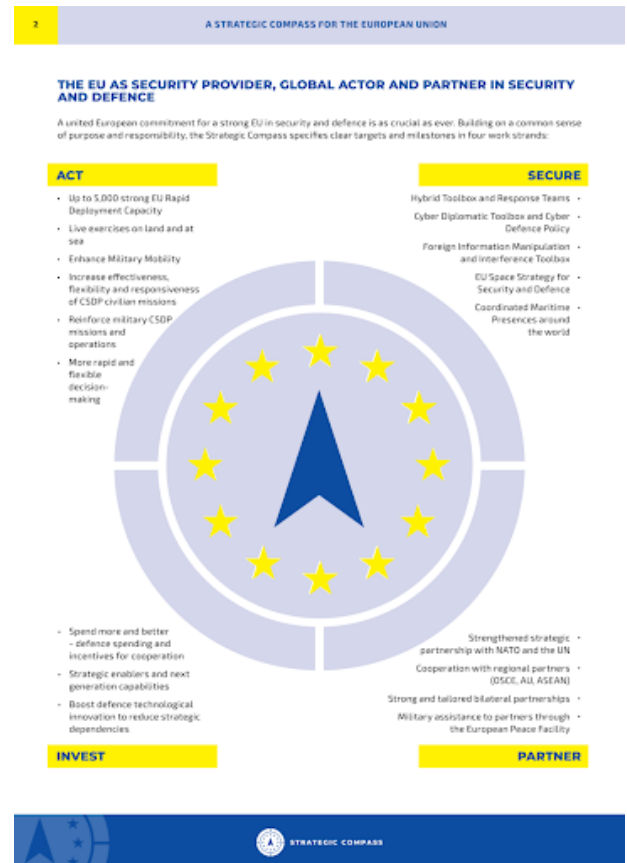 2
A STRATEGIC COMPASS FOR THE EUROPEAN UNION
THE EU AS SECURITY PROVIDER, GLOBAL ACTOR AND PARTNER IN SECURITY
AND DEFENCE
A united European commitment for a strong EU in security and defence is as crucial as ever. Building on a common sense
of purpose and responsibility, the Strategic Compass specifies clear targets and milestones in four work strands:
ACT
• Up to 5,000 strong EU Rapid
Deployment Capacity
• Live exercises on land and at
sea
• Enhance Military Mobility
• Increase effectiveness,
flexibility and responsiveness
of CSDP civilian missions
• Reinforce military CSDP
missions and
operations
• More rapid and
flexible
decision-
making
SECURE
Hybrid Toolbox and Response Teams •
Cyber Diplomatic Toolbox and Cyber •
Defence Policy
Foreign Information Manipulation •
and Interference Toolbox
EU Space Strategy for •
Security and Defence
Coordinated Maritime •
Presences around
the world
• Spend more and better
– defence spending and
incentives for cooperation
• Strategic enablers and next
generation capabilities
• Boost defence technological
innovation to reduce strategic
dependencies
INVEST
Strengthened strategic •
partnership with NATO and the UN
Cooperation with regional partners •
(OSCE, AU, ASEAN)
Strong and tailored bilateral partnerships •
Military assistance to partners through •
the European Peace Facility
PARTNER
STRATEGIC COMPASS